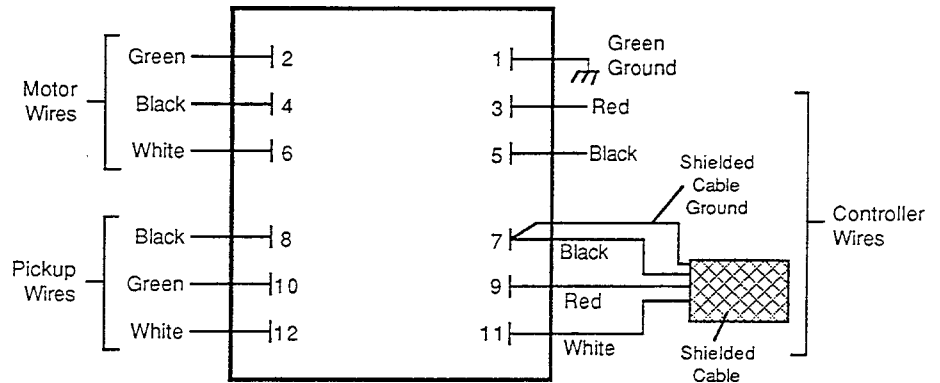 Motor
Wires
Green
2
Black
4
White
6
Pickup
Wires
Black
8
Green
10
White
12
1
Green
Ground
3
Red
5
Black
Shielded
Cable
Ground
7
Black
9
Red
11
White
Shielded
Cable
Controller
Wires